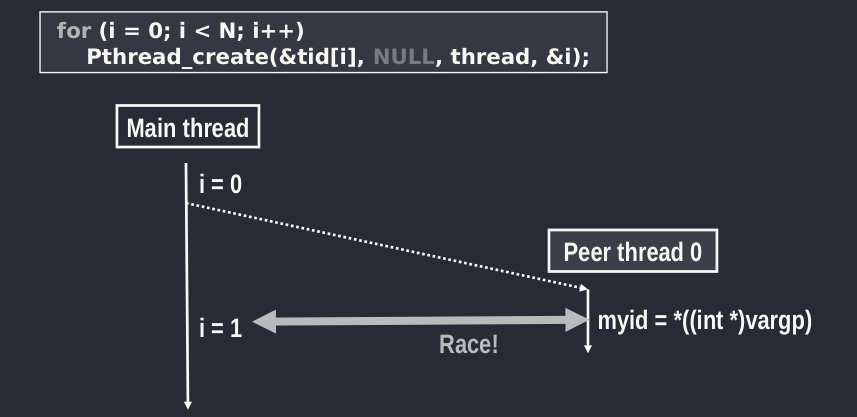 for (i = 0; i < N; i++)
Pthread_create(&tid[i], NULL, thread, &i);
Main thread
i = 0
Peer thread 0
i = 1
myid = *((int *)vargp)
Race!